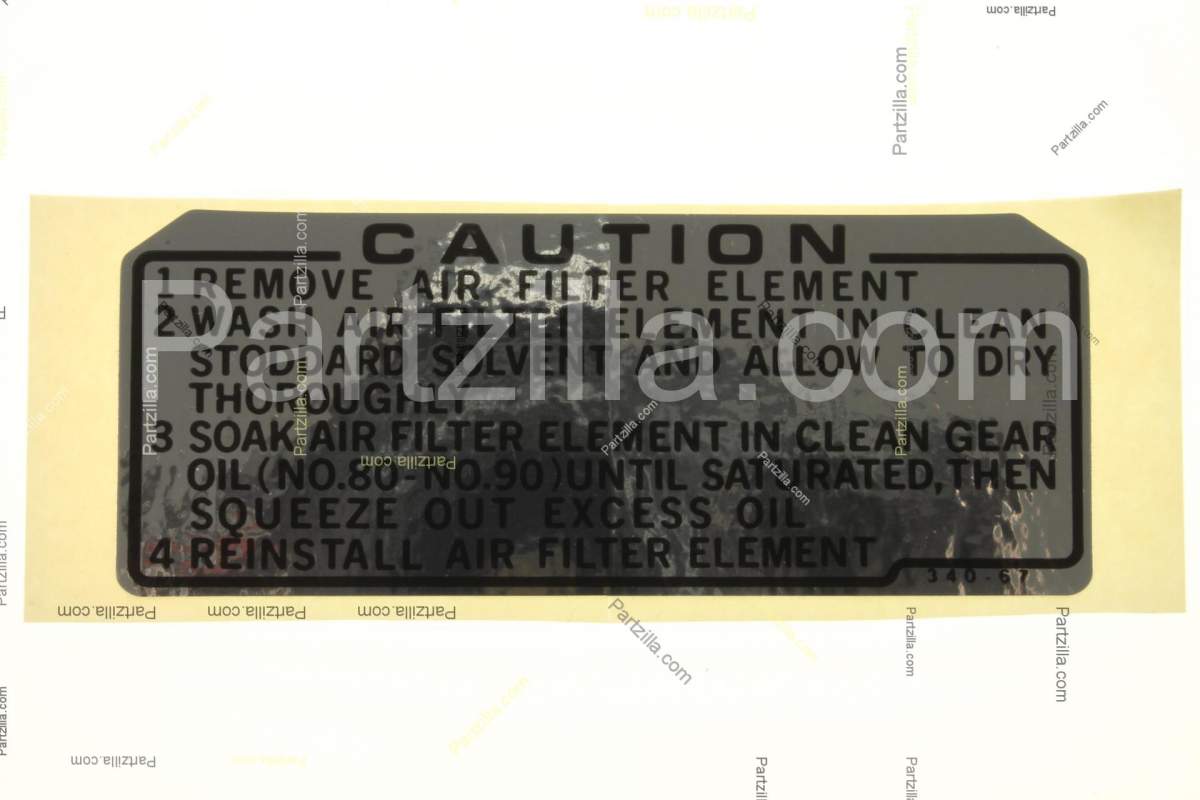 CAUTION
1 REMOVE AIR FILTER ELEMENT
2 WASH AIR FILTER ELEMENT IN CLEAN
STODDARD SOLVENT AND ALLOW TO DRY
THOROUGHLY
3 SOAK AIR FILTER ELEMENT IN CLEAN GEAR
OIL(NO.80-NO.90)UNTIL SATURATED,THEN
SQUEEZE OUT EXCESS OIL
4 REINSTALL AIR FILTER ELEMENT
340-67
Partzilla.com